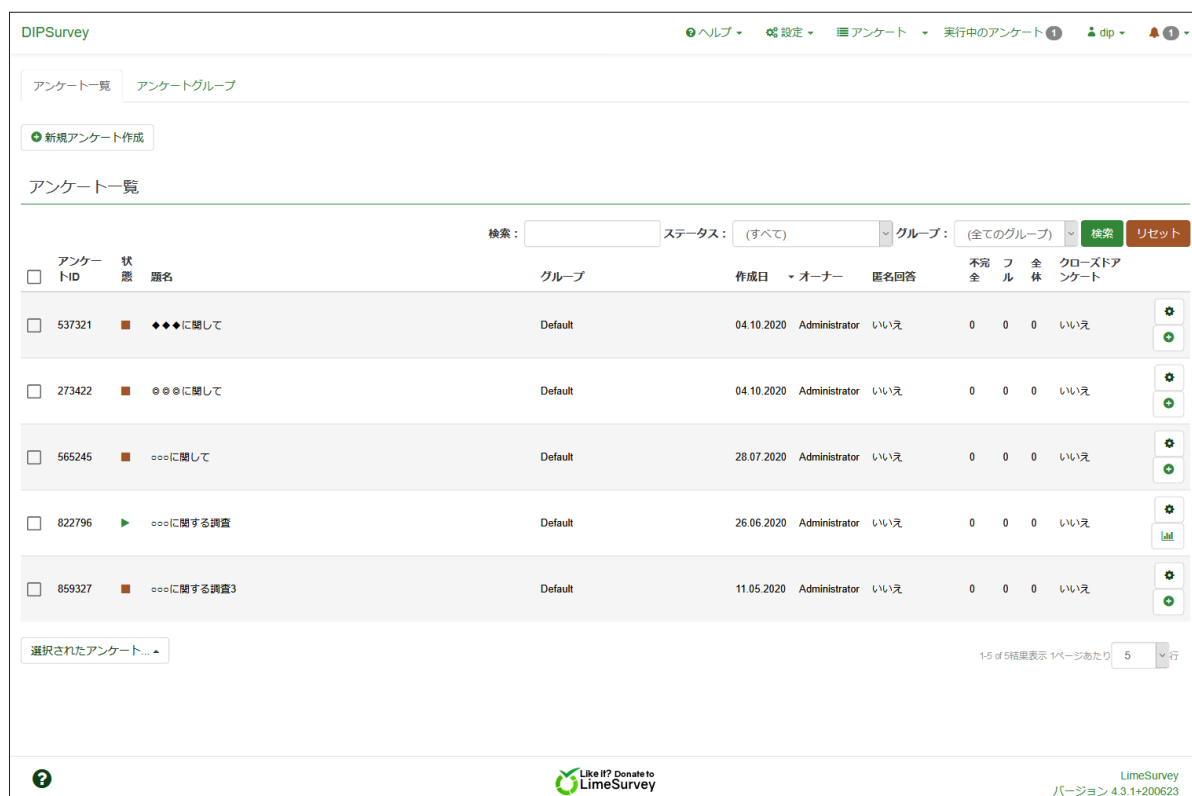 DIPSurvey ヘルプ 設定 アンケート 実行中のアンケート 1 dip 1
アンケート一覧 アンケートグループ
新規アンケート作成
アンケート一覧
検索： ステータス： (すべて) グループ： (全てのグループ) 検索 リセット
アンケートID 状態 題名 グループ 作成日 オーナー 匿名回答 不完全 フル 全体 クローズドアンケート
537321 ◆◆◆に関して Default 04.10.2020 Administrator いいえ 0 0 0 いいえ
273422 ◎◎◎に関して Default 04.10.2020 Administrator いいえ 0 0 0 いいえ
565245 ○○○に関して Default 28.07.2020 Administrator いいえ 0 0 0 いいえ
822796 ○○○に関する調査 Default 26.06.2020 Administrator いいえ 0 0 0 いいえ
859327 ○○○に関する調査3 Default 11.05.2020 Administrator いいえ 0 0 0 いいえ
選択されたアンケート... 1-5 of 5結果表示 1ページあたり 5 行
Like it? Donate to
LimeSurvey
LimeSurvey
バージョン 4.3.1+200623